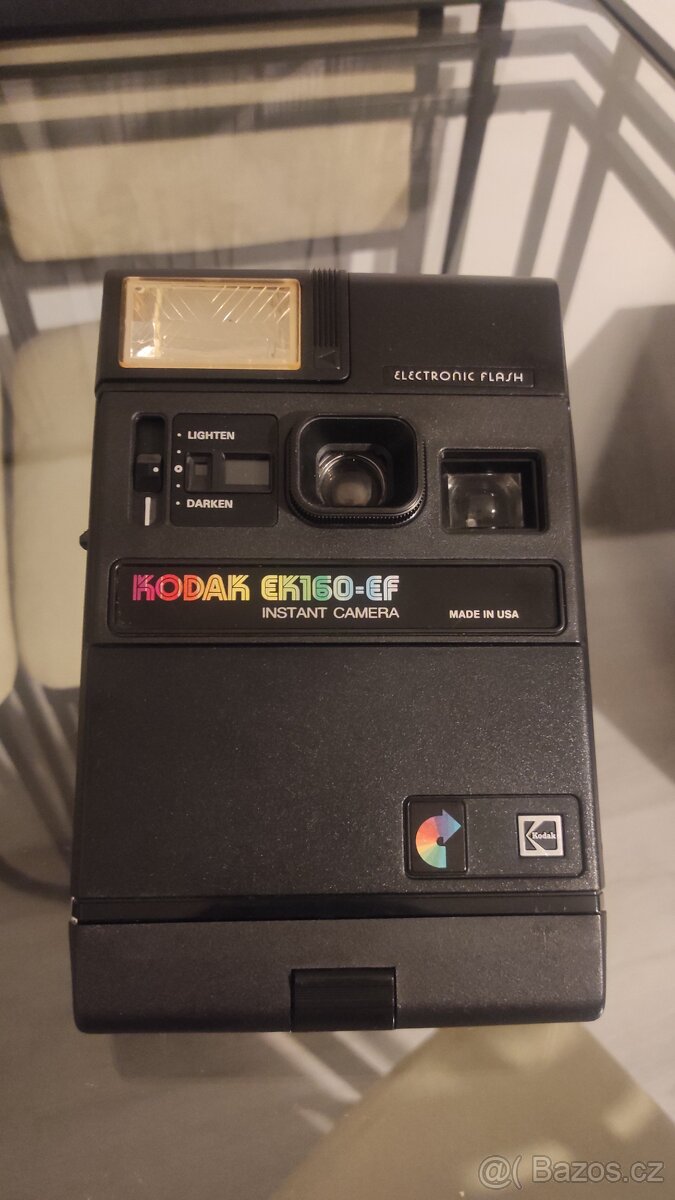 ELECTRONIC FLASH
LIGHTEN
DARKEN
KODAK EK160-EF
INSTANT CAMERA
MADE IN USA
Kodak
@( Bazos.cz